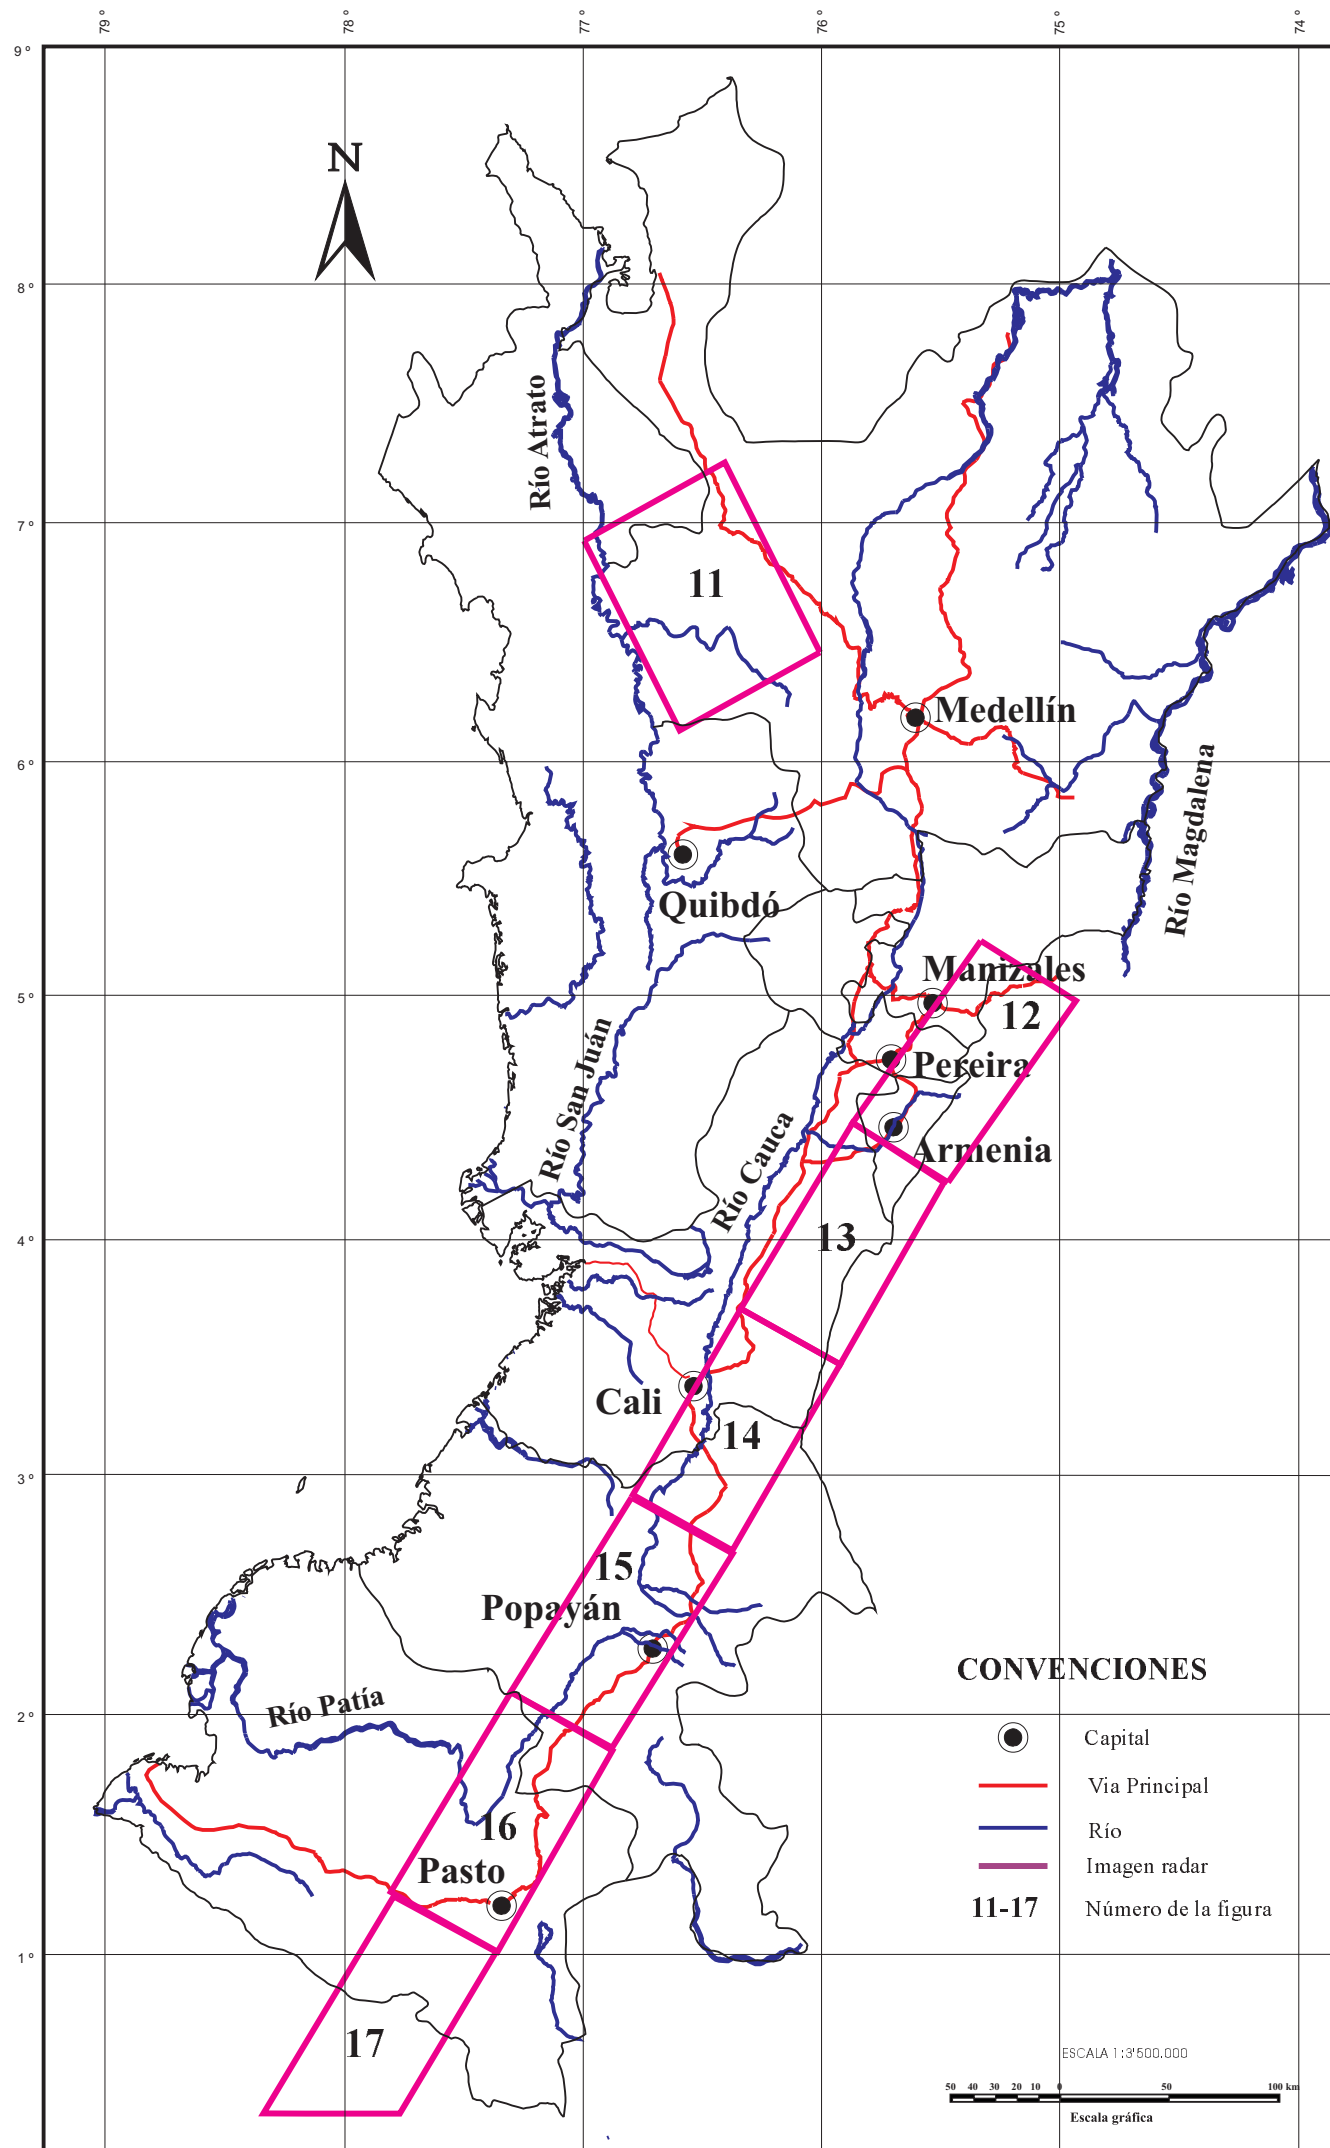 79°
78°
77°
76°
75°
74°
9°
N
8°
Río Atrato
7°
11
Medellín
6°
Río Magdalena
Quibdó
Manizales
5°
12
Pereira
Río San Juán
Río Cauca
Armenia
13
4°
Cali
14
3°
15
Popayán
CONVENCIONES
Río Patía
2°
Capital
Via Principal
16
Río
Pasto
Imagen radar
11-17 Número de la figura
1°
17
ESCALA 1:3'500.000
50 40 30 20 10 0 50 100 km
Escala gráfica